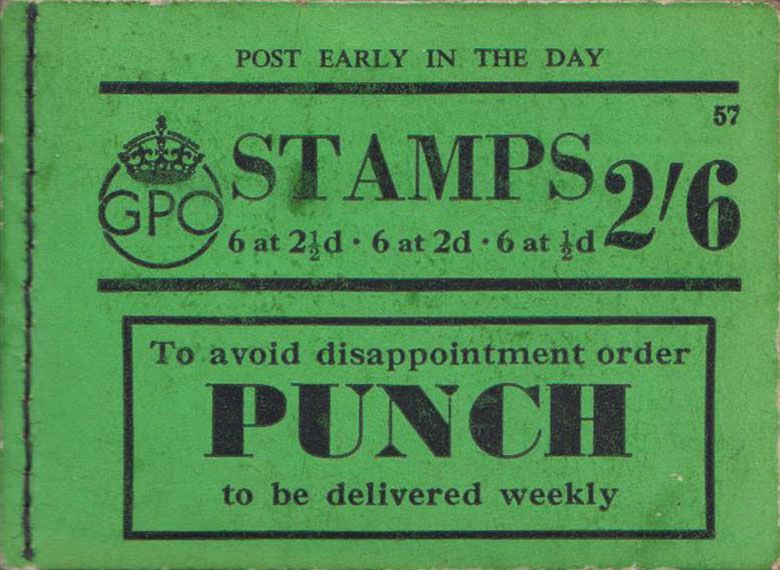 POST EARLY IN THE DAY
57
GPO
STAMPS 2/6
6 at 2½d · 6 at 2d · 6 at ½d
To avoid disappointment order
PUNCH
to be delivered weekly